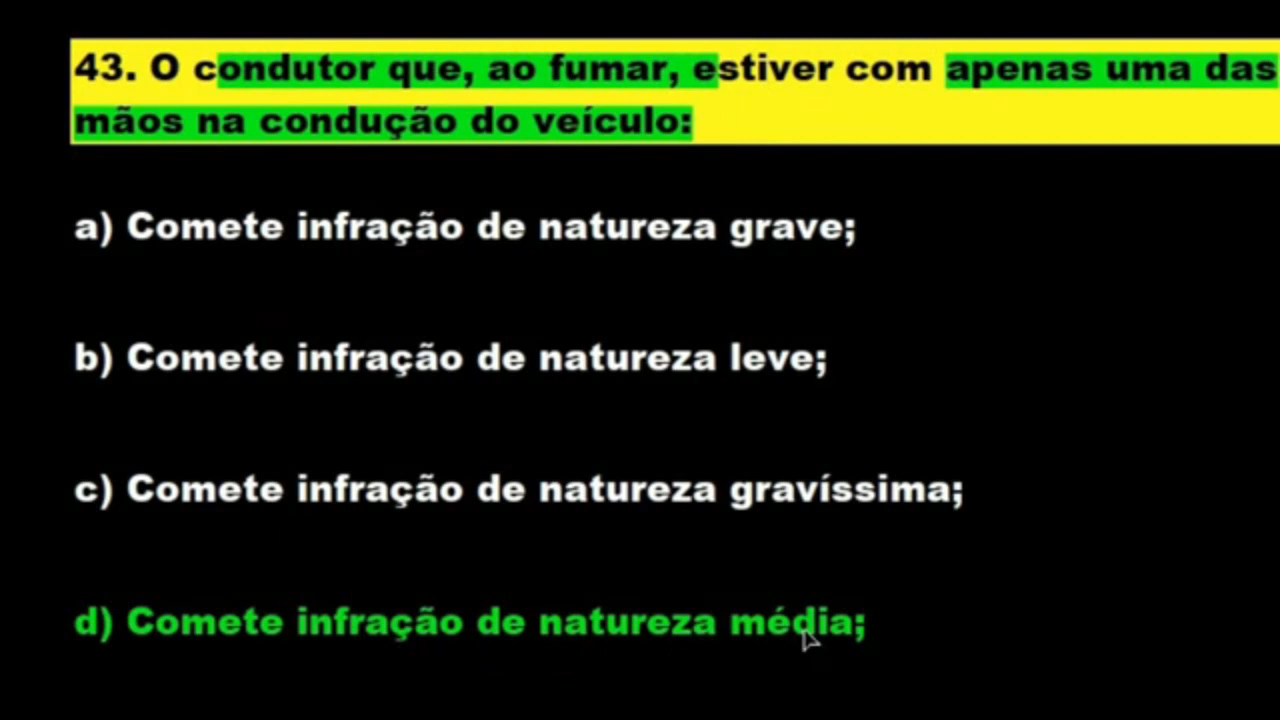 43. O condutor que, ao fumar, estiver com apenas uma das
mãos na condução do veículo:
a) Comete infração de natureza grave;
b) Comete infração de natureza leve;
c) Comete infração de natureza gravíssima;
d) Comete infração de natureza média;